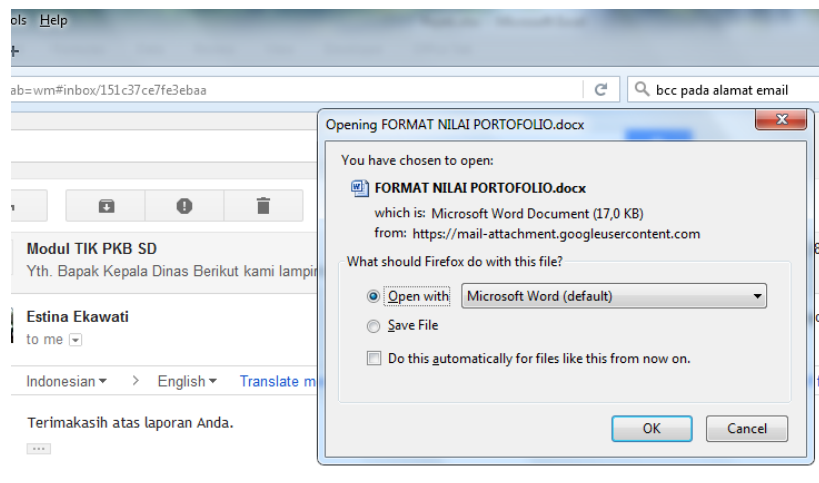 ols Help
ab=wm#inbox/151c37ce7fe3ebaa
bcc pada alamat email
Opening FORMAT NILAI PORTOFOLIO.docx
You have chosen to open:
FORMAT NILAI PORTOFOLIO.docx
which is: Microsoft Word Document (17,0 KB)
from: https://mail-attachment.googleusercontent.com
What should Firefox do with this file?
Open with Microsoft Word (default)
Save File
Do this automatically for files like this from now on.
OK Cancel
Modul TIK PKB SD
Yth. Bapak Kepala Dinas Berikut kami lampir
Estina Ekawati
to me
Indonesian > English Translate m
Terimakasih atas laporan Anda.